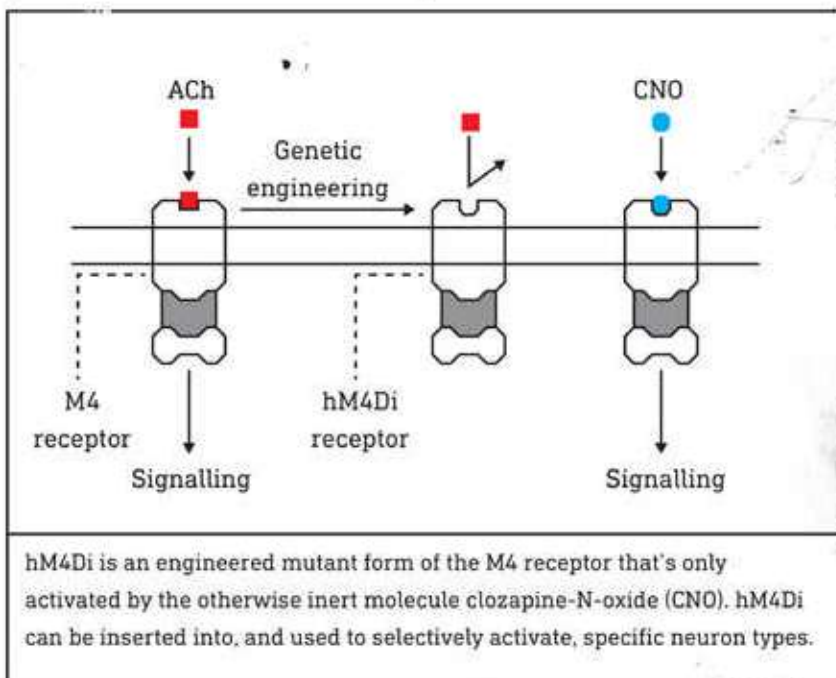 ACh
CNO
Genetic
engineering
M4
receptor
hM4Di
receptor
Signalling
Signalling
hM4Di is an engineered mutant form of the M4 receptor that's only
activated by the otherwise inert molecule clozapine-N-oxide (CNO). hM4Di
can be inserted into, and used to selectively activate, specific neuron types.